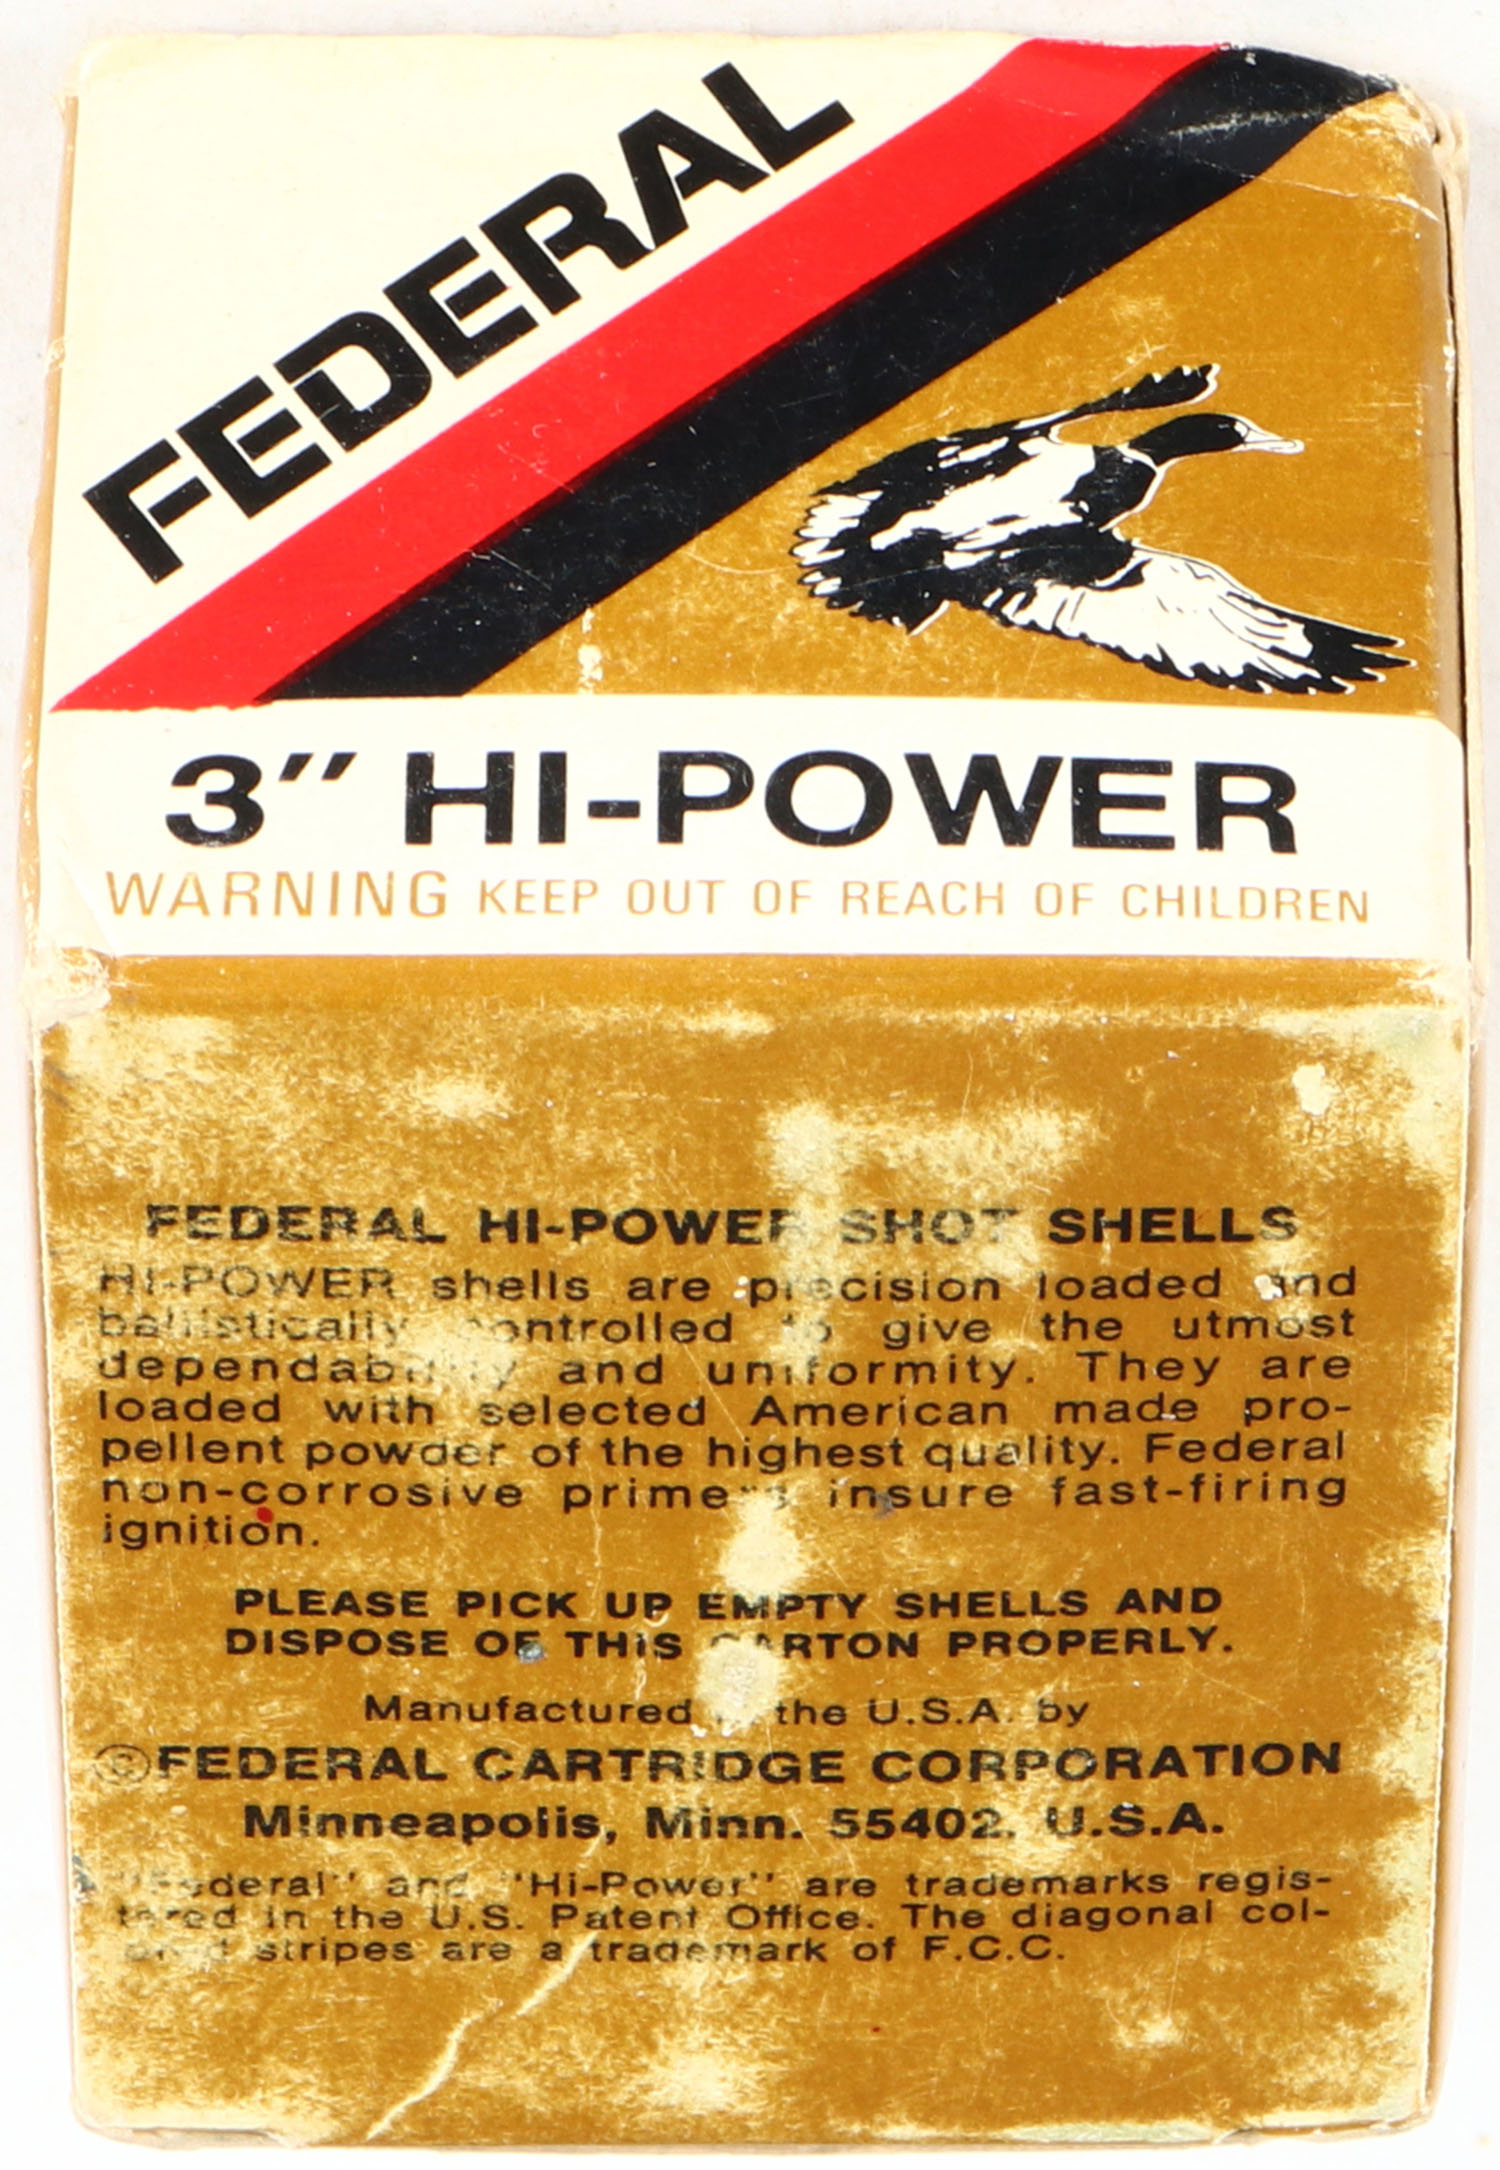 FEDERAL
3" HI-POWER
WARNING KEEP OUT OF REACH OF CHILDREN
FEDERAL HI-POWER SHOT SHELLS
HI-POWER shells are precision loaded and
ballistically controlled to give the utmost
dependability and uniformity. They are
loaded with selected American made pro-
pellent powder of the highest quality. Federal
non-corrosive primers insure fast-firing
ignition.
PLEASE PICK UP EMPTY SHELLS AND
DISPOSE OF THIS CARTON PROPERLY.
Manufactured in the U.S.A. by
©FEDERAL CARTRIDGE CORPORATION
Minneapolis, Minn. 55402, U.S.A.
"Federal" and "Hi-Power" are trademarks regis-
tered in the U.S. Patent Office. The diagonal col-
ored stripes are a trademark of F.C.C.